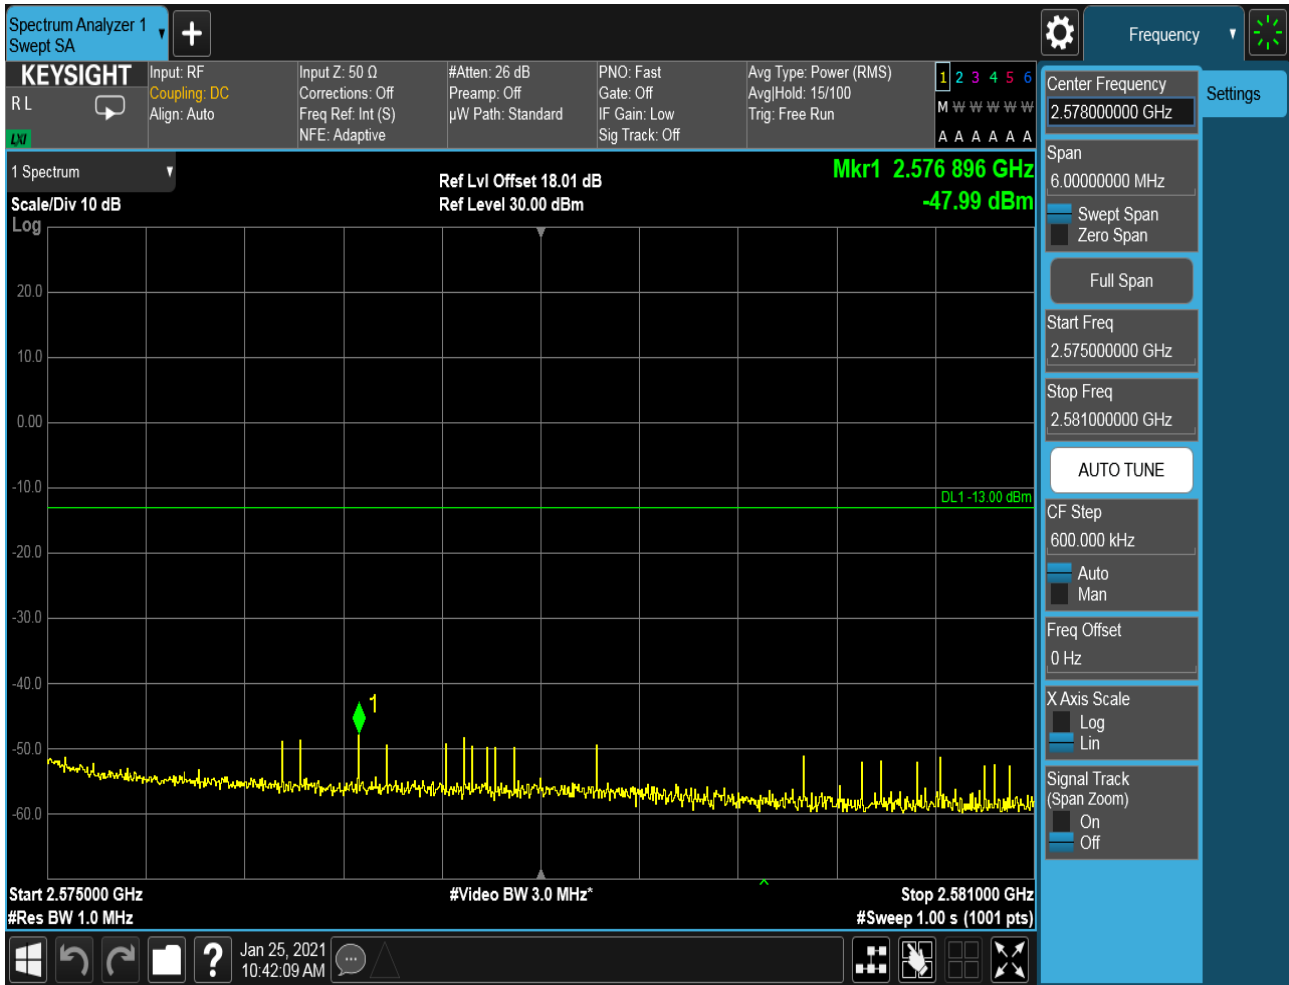 Spectrum Analyzer 1
Swept SA
+
Frequency
KEYSIGHT
R L
LXI
Input: RF
Coupling: DC
Align: Auto
Input Z: 50 Ω
Corrections: Off
Freq Ref: Int (S)
NFE: Adaptive
#Atten: 26 dB
Preamp: Off
µW Path: Standard
PNO: Fast
Gate: Off
IF Gain: Low
Sig Track: Off
Avg Type: Power (RMS)
Avg|Hold: 15/100
Trig: Free Run
1 2 3 4 5 6
M W W W W W
A A A A A A
1 Spectrum
Scale/Div 10 dB
Log
Ref Lvl Offset 18.01 dB
Ref Level 30.00 dBm
Mkr1 2.576 896 GHz
-47.99 dBm
20.0
10.0
0.00
-10.0
DL1 -13.00 dBm
-20.0
-30.0
-40.0
1
-50.0
-60.0
Start 2.575000 GHz
#Res BW 1.0 MHz
#Video BW 3.0 MHz*
Stop 2.581000 GHz
#Sweep 1.00 s (1001 pts)
Center Frequency
2.578000000 GHz
Settings
Span
6.00000000 MHz
Swept Span
Zero Span
Full Span
Start Freq
2.575000000 GHz
Stop Freq
2.581000000 GHz
AUTO TUNE
CF Step
600.000 kHz
Auto
Man
Freq Offset
0 Hz
X Axis Scale
Log
Lin
Signal Track
(Span Zoom)
On
Off
?
Jan 25, 2021
10:42:09 AM